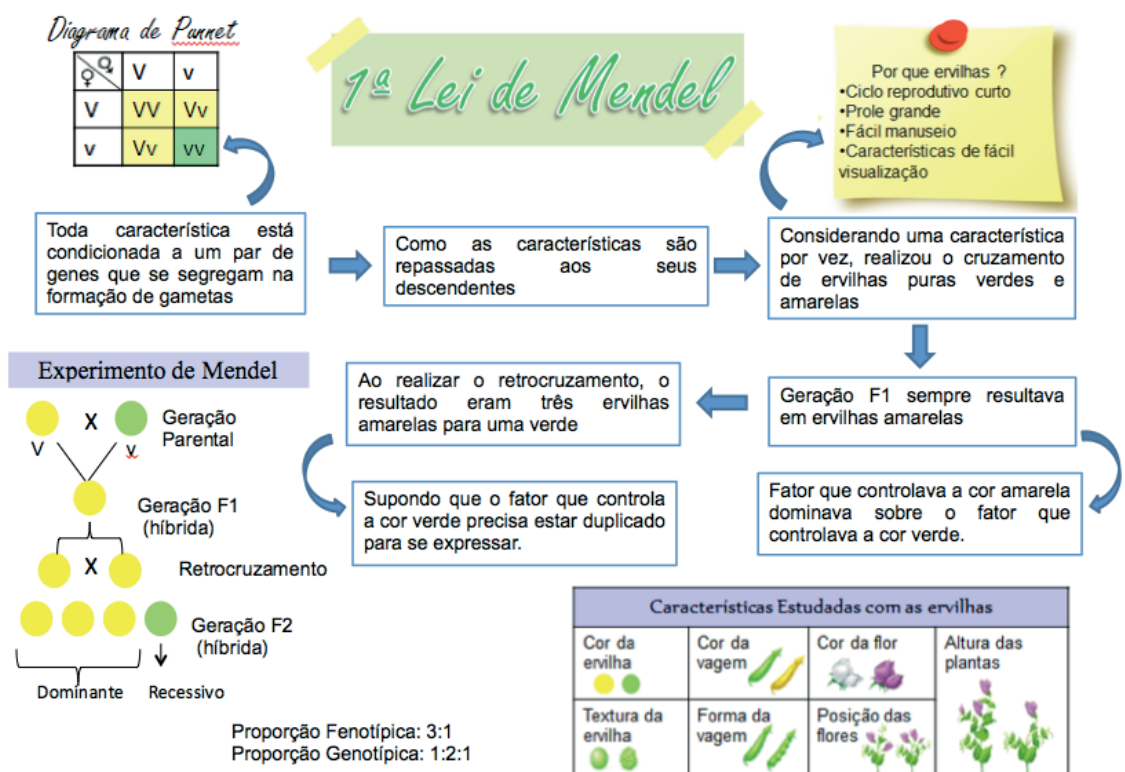 Diagrama de Punnet
♀ ♂ V v
V VV Vv
v Vv vv
1ª Lei de Mendel
Por que ervilhas ?
•Ciclo reprodutivo curto
•Prole grande
•Fácil manuseio
•Características de fácil
visualização
Toda característica está
condicionada a um par de
genes que se segregam na
formação de gametas
Como as características são
repassadas aos seus
descendentes
Considerando uma característica
por vez, realizou o cruzamento
de ervilhas puras verdes e
amarelas
Geração F1 sempre resultava
em ervilhas amarelas
Ao realizar o retrocruzamento, o
resultado eram três ervilhas
amarelas para uma verde
Supondo que o fator que controla
a cor verde precisa estar duplicado
para se expressar.
Fator que controlava a cor amarela
dominava sobre o fator que
controlava a cor verde.
Experimento de Mendel
X
Geração
Parental
V v
Geração F1
(híbrida)
X
Retrocruzamento
Geração F2
(híbrida)
Dominante Recessivo
Proporção Fenotípica: 3:1
Proporção Genotípica: 1:2:1
Características Estudadas com as ervilhas
Cor da
ervilha
Cor da
vagem
Cor da flor
Altura das
plantas
Textura da
ervilha
Forma da
vagem
Posição das
flores